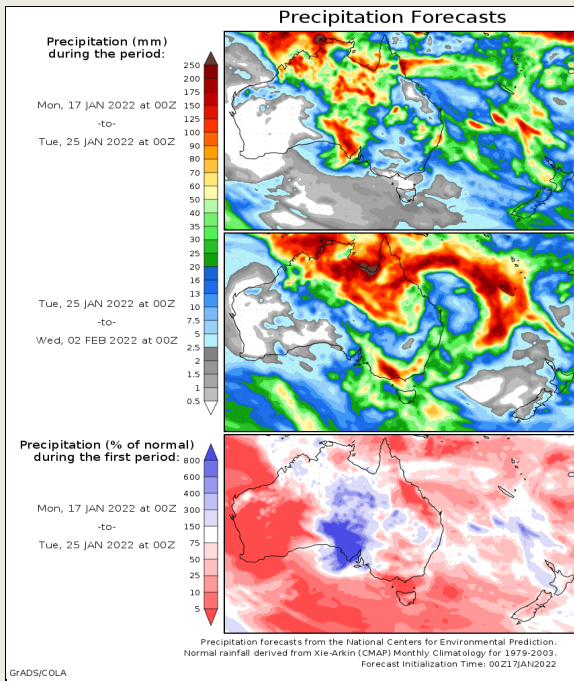 Precipitation Forecasts
Precipitation (mm)
during the period:
Mon, 17 JAN 2022 at 00Z
-to-
Tue, 25 JAN 2022 at 00Z
250
200
175
150
125
100
90
80
70
60
50
40
35
30
25
20
16
13
10
7.5
5
2.5
2
1
0.5
Tue, 25 JAN 2022 at 00Z
-to-
Wed, 02 FEB 2022 at 00Z
Precipitation (% of normal)
during the first period:
Mon, 17 JAN 2022 at 00Z
-to-
Tue, 25 JAN 2022 at 00Z
800
600
400
300
150
75
50
25
10
5
Precipitation forecasts from the National Centers for Environmental Prediction.
Normal rainfall derived from Xie-Arkin (CMAP) Monthly Climatology for 1979-2003.
Forecast Initialization Time: 00Z17JAN2022
GrADS/COLA